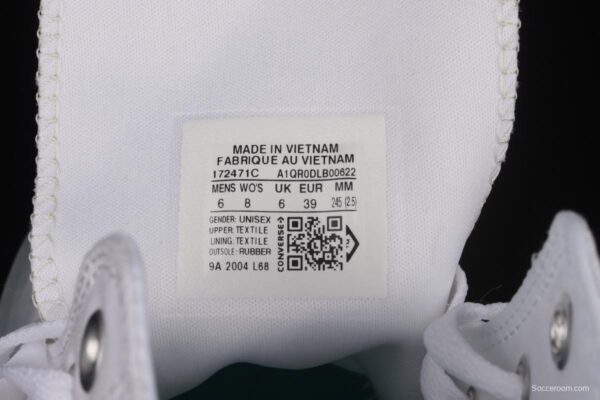 MADE IN VIETNAM
FABRIQUE AU VIETNAM
172471C A1QR0DLB00622
MENS WO'S UK EUR MM
6 8 6 39 245 (2.5)
GENDER: UNISEX
UPPER: TEXTILE
LINING: TEXTILE
OUTSOLE: RUBBER
9A 2004 L68
CONVERSE
Socceroom.com